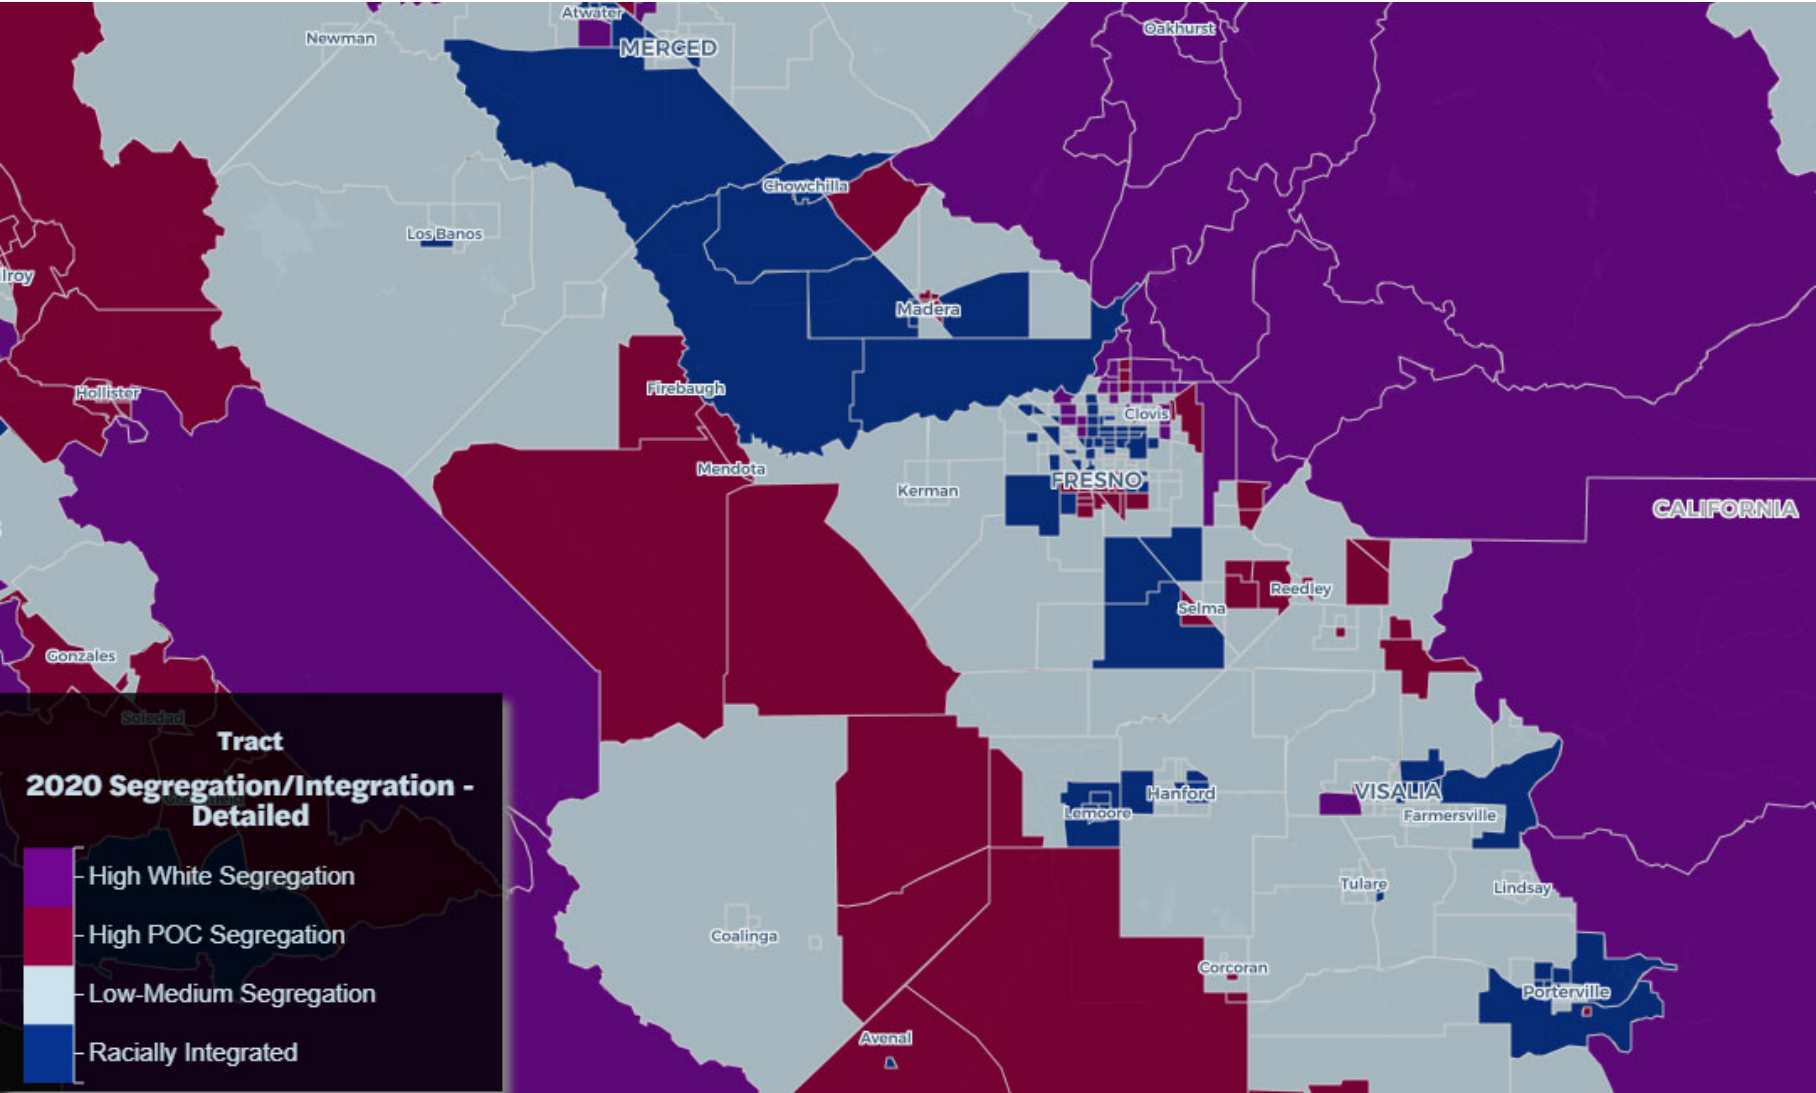 Atwater
Oakhurst
Newman
MERCED
Chowchilla
Los Banos
lroy
Madera
Firebaugh
Hollister
Clovis
Mendota
FRESNO
Kerman
CALIFORNIA
Reedley
Selma
Gonzales
Soledad
Tract
2020 Segregation/Integration -
Detailed
High White Segregation
High POC Segregation
Low-Medium Segregation
Racially Integrated
Hanford
VISALIA
Lemoore
Farmersville
Tulare
Lindsay
Coalinga
Corcoran
Porterville
Avenal